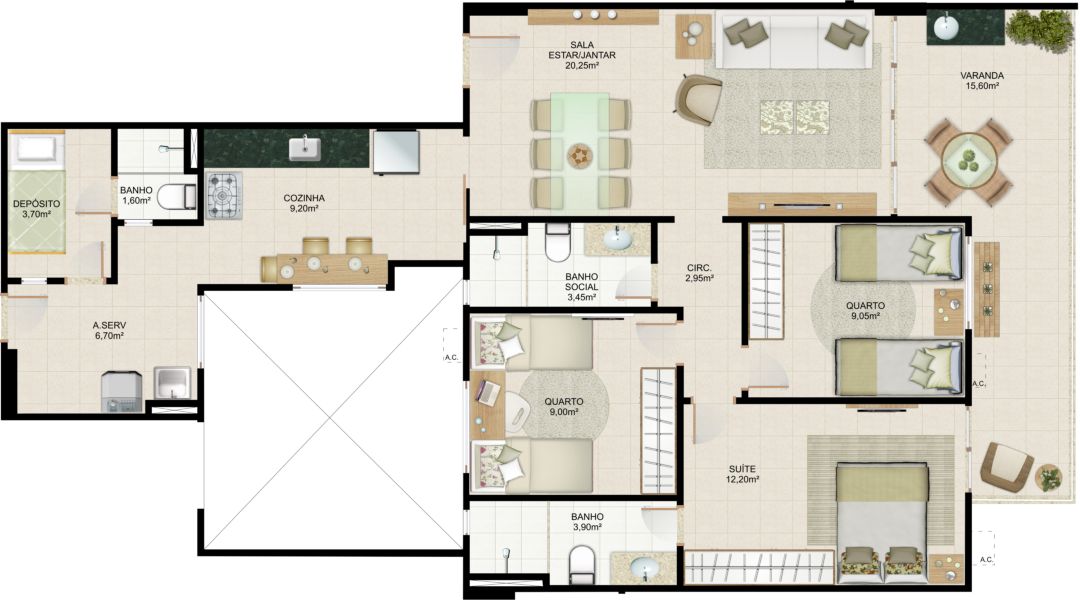 SALA
ESTAR/JANTAR
20,25m²
VARANDA
15,60m²
BANHO
1,60m²
DEPÓSITO
3,70m²
COZINHA
9,20m²
CIRC.
2,95m²
BANHO
SOCIAL
3,45m²
QUARTO
9,05m²
A.SERV
6,70m²
A.C.
A.C.
QUARTO
9,00m²
SUÍTE
12,20m²
BANHO
3,90m²
A.C.